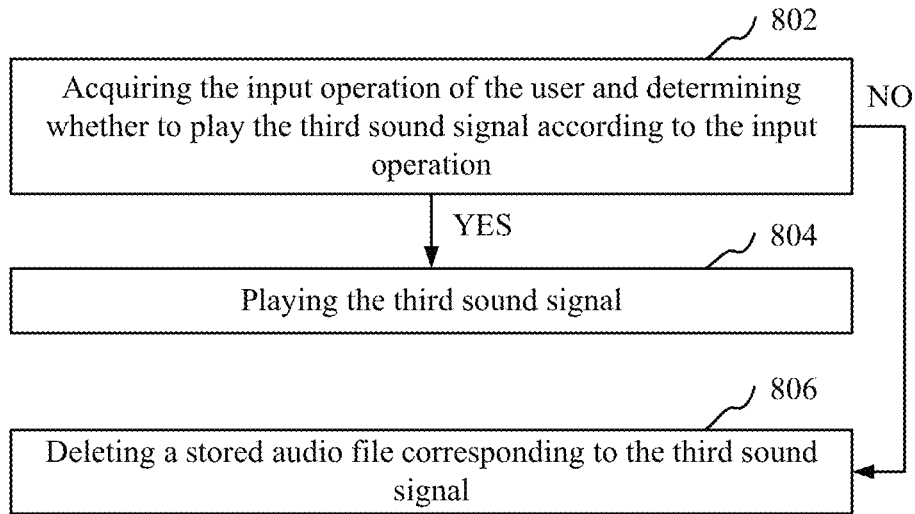 802
Acquiring the input operation of the user and determining
whether to play the third sound signal according to the input
operation
NO
YES
804
Playing the third sound signal
806
Deleting a stored audio file corresponding to the third sound
signal